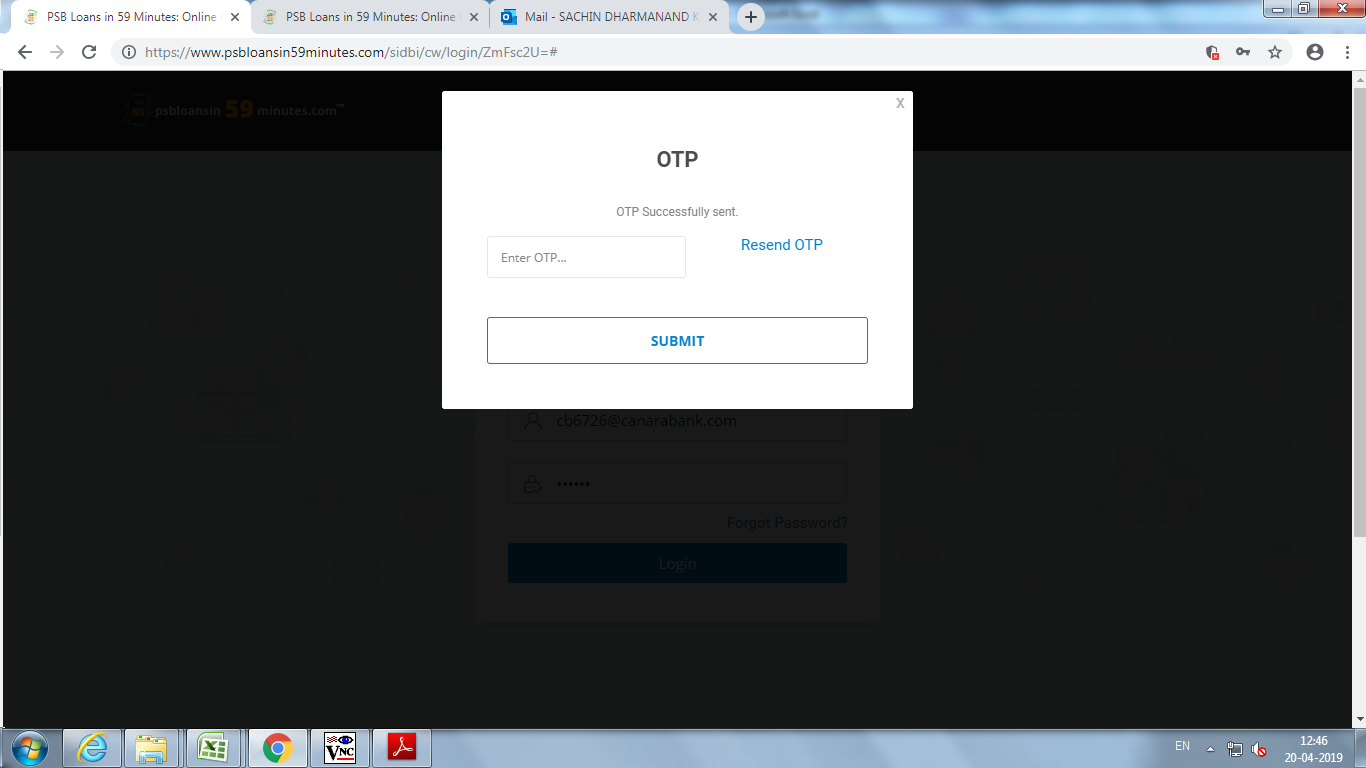 PSB Loans in 59 Minutes: Online
PSB Loans in 59 Minutes: Online
Mail - SACHIN DHARMANAND K
https://www.psbloansin59minutes.com/sidbi/cw/login/ZmFsc2U=#
psbloansin 59 minutes.com™
X
OTP
OTP Successfully sent.
Enter OTP...
Resend OTP
SUBMIT
cb6726@canarabank.com
••••••
Forgot Password?
Login
VNC
EN
12:46
20-04-2019